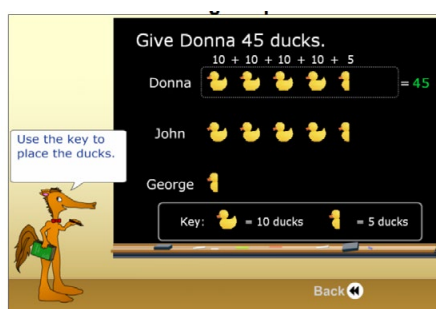 Give Donna 45 ducks.
10 + 10 + 10 + 10 + 5
Donna = 45
Use the key to
place the ducks.
John
George
Key: = 10 ducks = 5 ducks
Back